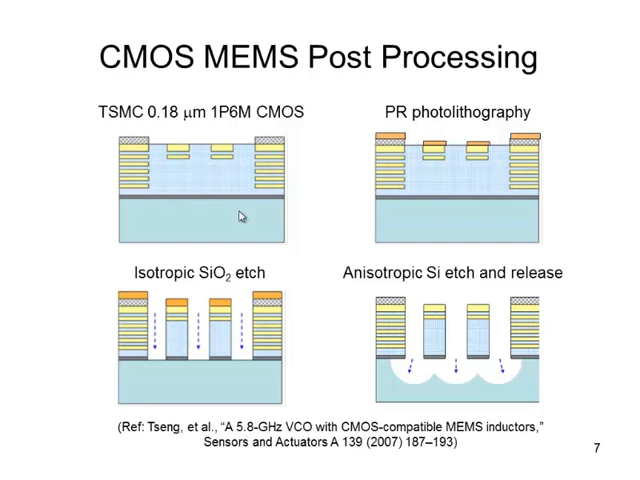 CMOS MEMS Post Processing
TSMC 0.18 μm 1P6M CMOS
PR photolithography
Isotropic SiO₂ etch
Anisotropic Si etch and release
(Ref: Tseng, et al., “A 5.8-GHz VCO with CMOS-compatible MEMS inductors,”
Sensors and Actuators A 139 (2007) 187–193)
7